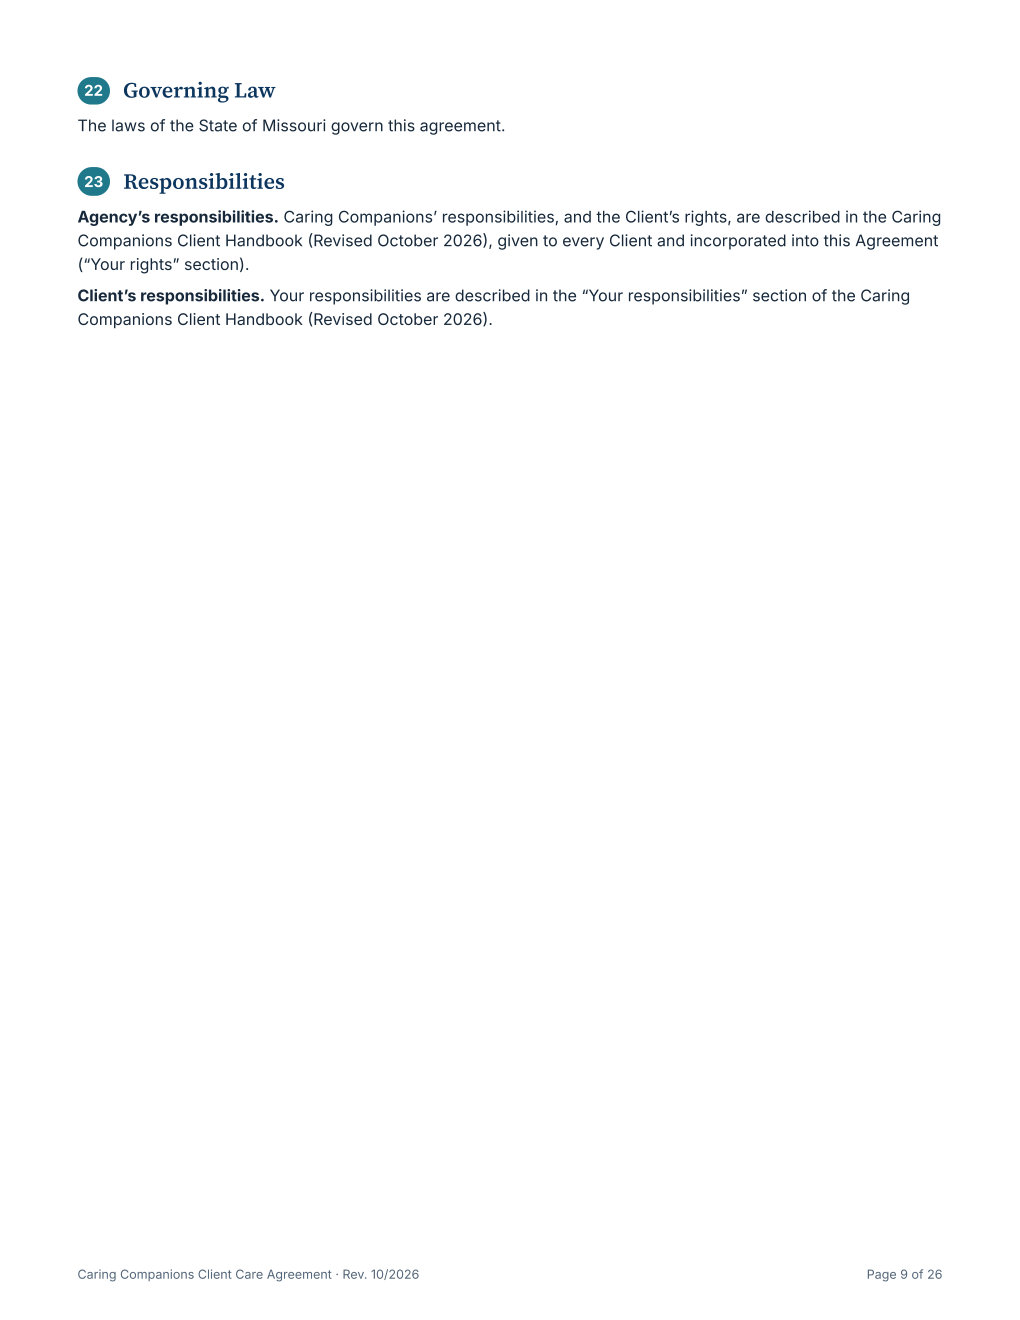 22 Governing Law
The laws of the State of Missouri govern this agreement.
23 Responsibilities
Agency’s responsibilities. Caring Companions’ responsibilities, and the Client’s rights, are described in the Caring
Companions Client Handbook (Revised October 2026), given to every Client and incorporated into this Agreement
(“Your rights” section).
Client’s responsibilities. Your responsibilities are described in the “Your responsibilities” section of the Caring
Companions Client Handbook (Revised October 2026).
Caring Companions Client Care Agreement · Rev. 10/2026
Page 9 of 26